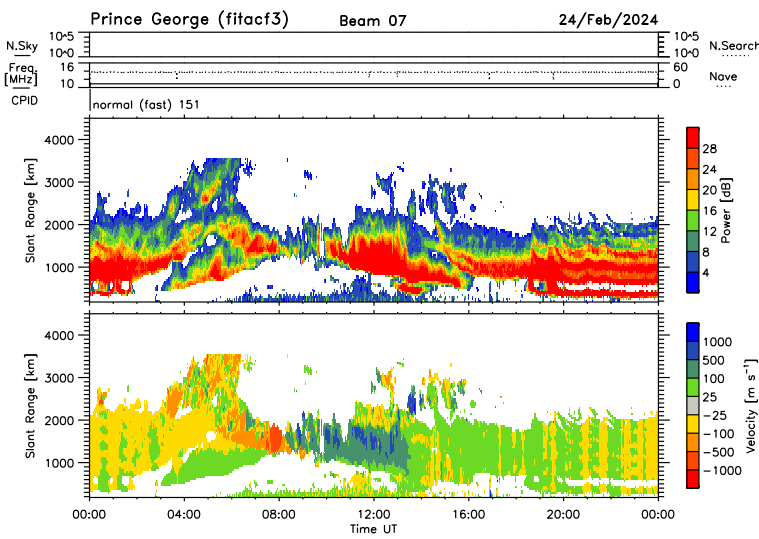 Prince George (fitacf3) Beam 07 24/Feb/2024
N.Sky 10^5 10^5 N.Search
10^0 10^0
Freq 16 60 Nave
[MHz] 10 0
CPID normal (fast) 151
Slant Range [km]
4000
3000
2000
1000
Power [dB]
28
24
20
16
12
8
4
Slant Range [km]
4000
3000
2000
1000
Velocity [m s⁻¹]
1000
500
100
25
−25
−100
−500
−1000
00:00 04:00 08:00 12:00 16:00 20:00 00:00
Time UT